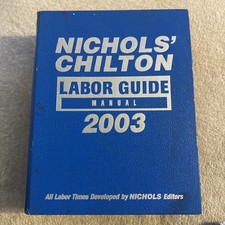 NICHOLS'
CHILTON
LABOR GUIDE
MANUAL
2003
All Labor Times Developed by NICHOLS Editors